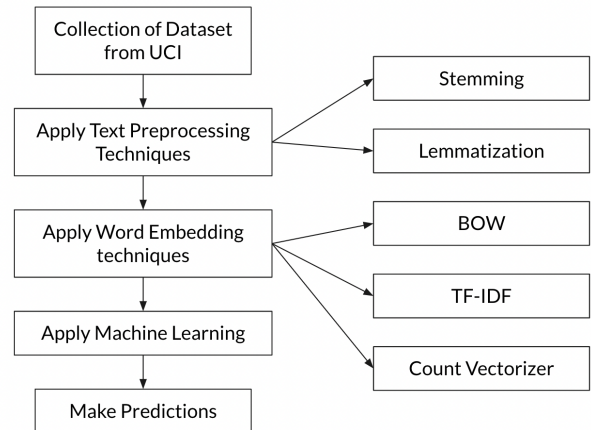 Collection of Dataset
from UCI
Apply Text Preprocessing
Techniques
Stemming
Lemmatization
Apply Word Embedding
techniques
BOW
TF-IDF
Count Vectorizer
Apply Machine Learning
Make Predictions